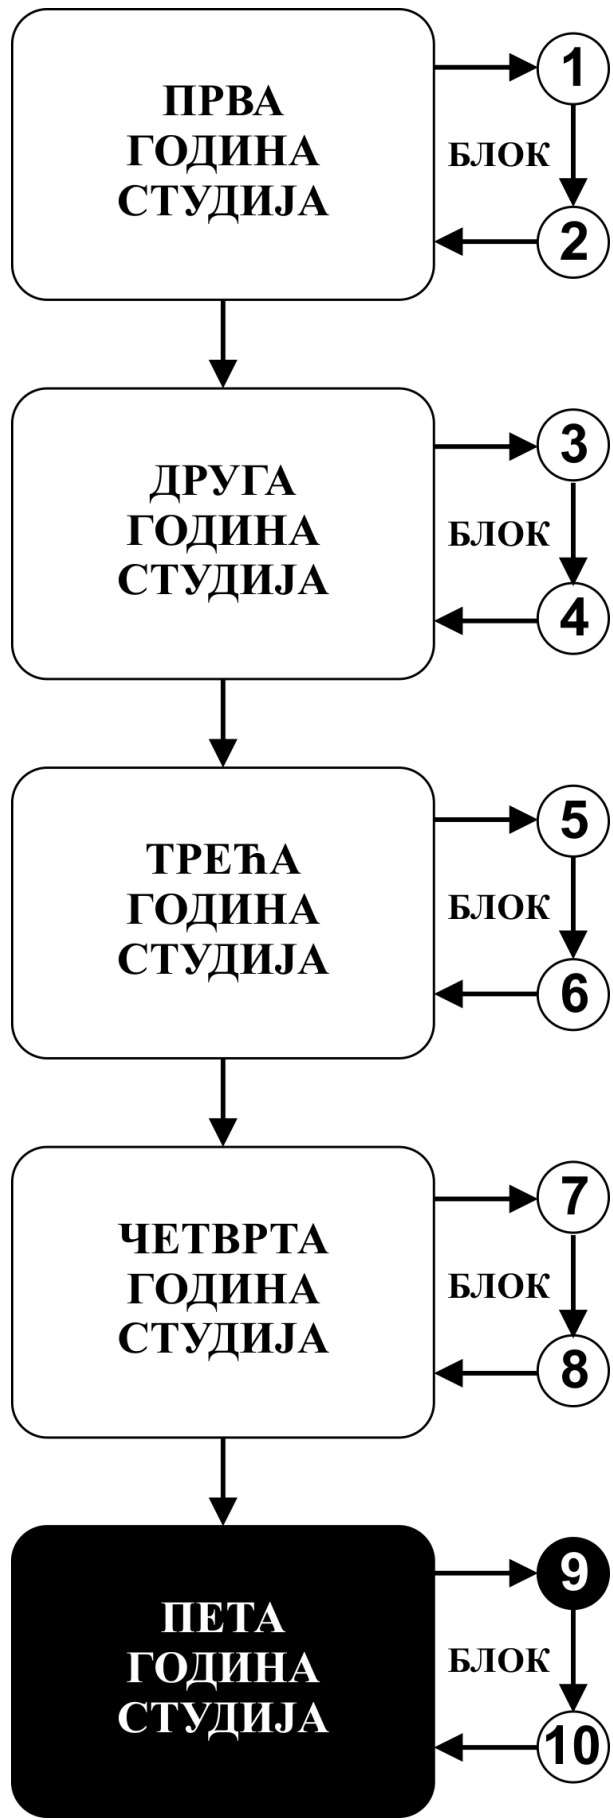 ПРВА
ГОДИНА
СТУДИЈА
1
БЛОК
2
ДРУГА
ГОДИНА
СТУДИЈА
3
БЛОК
4
ТРЕЋА
ГОДИНА
СТУДИЈА
5
БЛОК
6
ЧЕТВРТА
ГОДИНА
СТУДИЈА
7
БЛОК
8
ПЕТА
ГОДИНА
СТУДИЈА
9
БЛОК
10